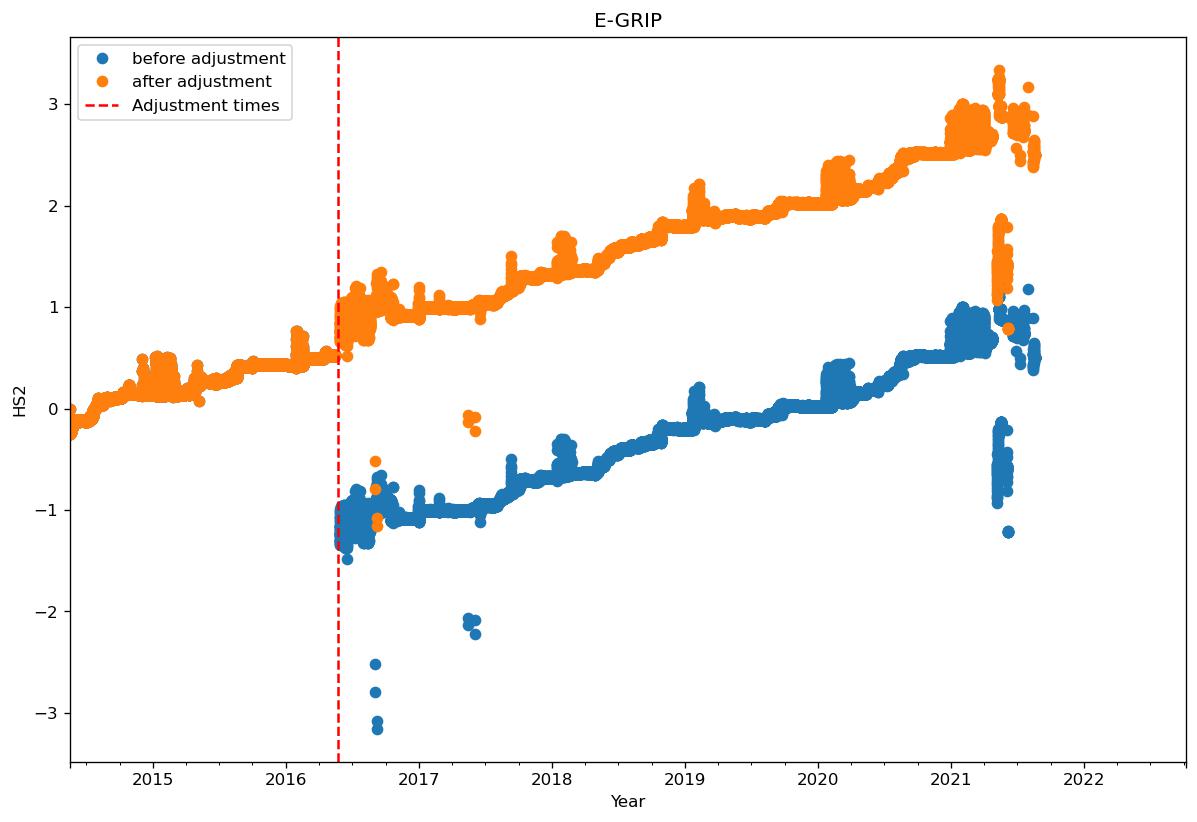 E-GRIP
before adjustment
after adjustment
Adjustment times
HS2
3
2
1
0
−1
−2
−3
2015
2016
2017
2018
2019
2020
2021
2022
Year